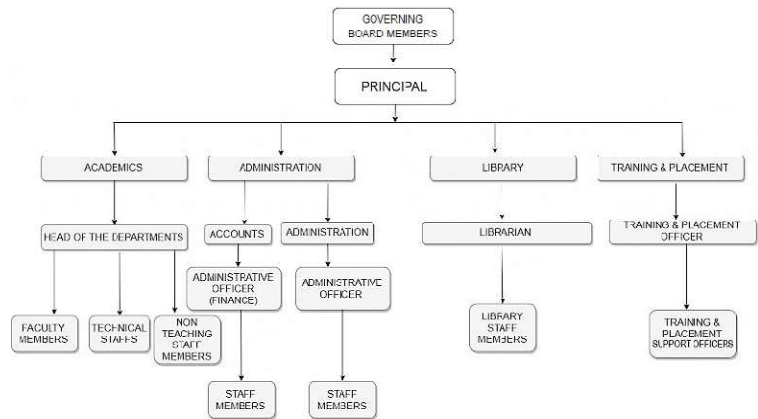 GOVERNING
BOARD MEMBERS
PRINCIPAL
ACADEMICS
ADMINISTRATION
LIBRARY
TRAINING & PLACEMENT
HEAD OF THE DEPARTMENTS
ACCOUNTS
ADMINISTRATION
LIBRARIAN
TRAINING & PLACEMENT
OFFICER
ADMINISTRATIVE
OFFICER
(FINANCE)
ADMINISTRATIVE
OFFICER
FACULTY
MEMBERS
TECHNICAL
STAFFS
NON
TEACHING
STAFF
MEMBERS
LIBRARY
STAFF
MEMBERS
TRAINING &
PLACEMENT
SUPPORT OFFICERS
STAFF
MEMBERS
STAFF
MEMBERS